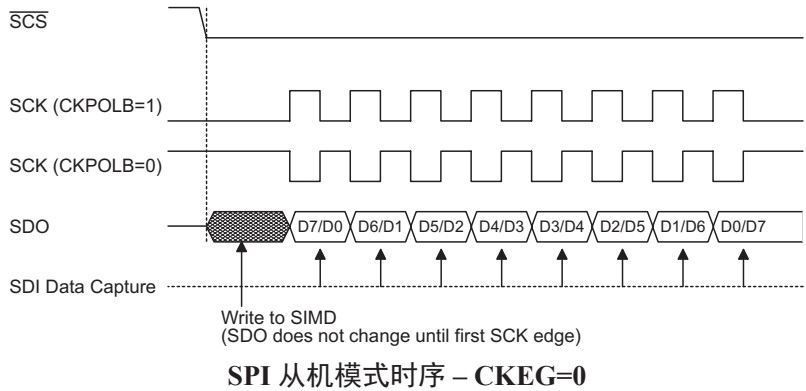 SCS
SCK (CKPOLB=1)
SCK (CKPOLB=0)
SDO
D7/D0 D6/D1 D5/D2 D4/D3 D3/D4 D2/D5 D1/D6 D0/D7
SDI Data Capture
Write to SIMD
(SDO does not change until first SCK edge)
SPI 从机模式时序 – CKEG=0